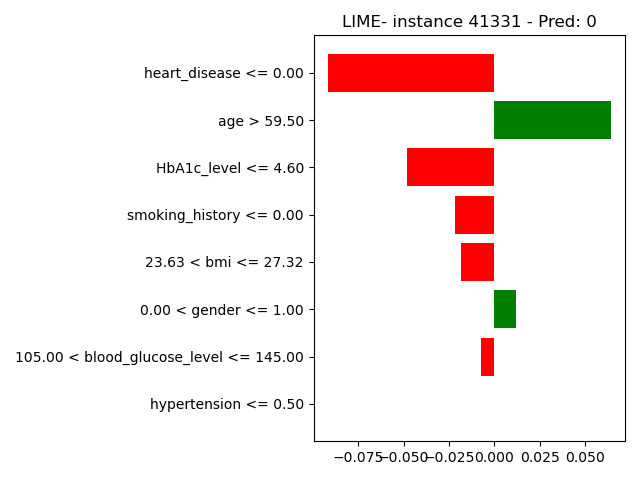 LIME- instance 41331 - Pred: 0
heart_disease <= 0.00
age > 59.50
HbA1c_level <= 4.60
smoking_history <= 0.00
23.63 < bmi <= 27.32
0.00 < gender <= 1.00
105.00 < blood_glucose_level <= 145.00
hypertension <= 0.50
−0.075 −0.050 −0.025 0.000 0.025 0.050